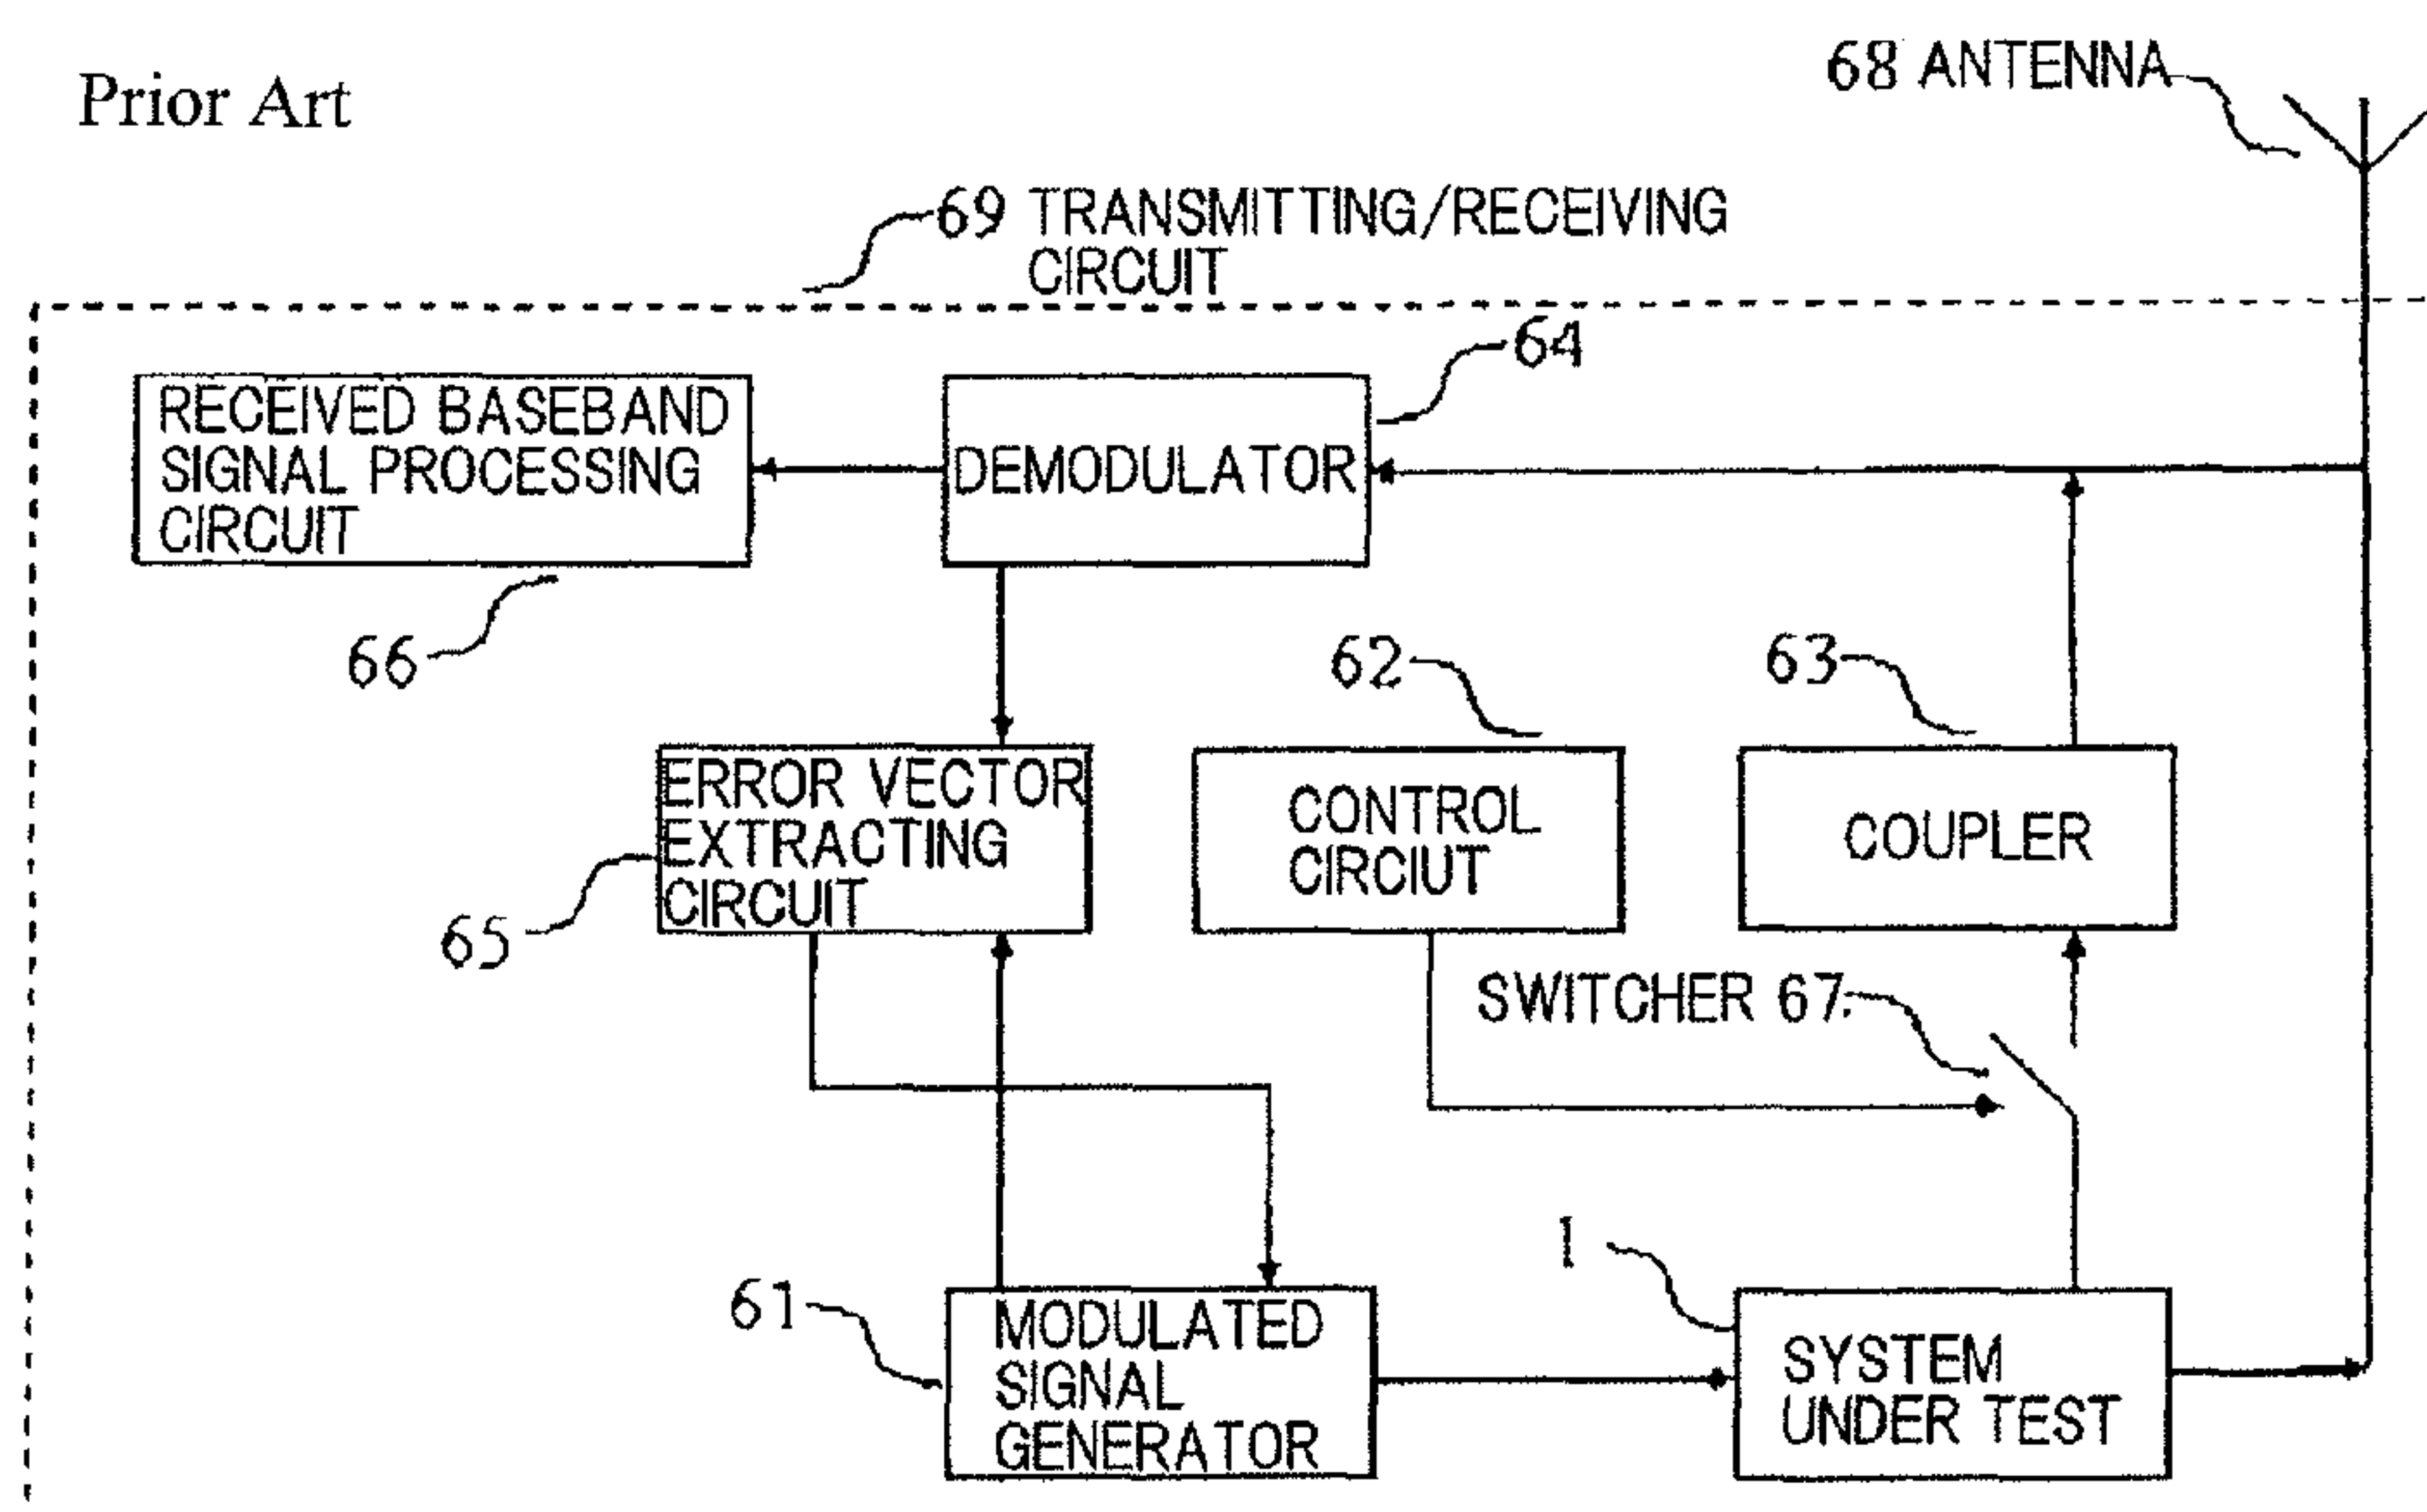 Prior Art
68 ANTENNA
69 TRANSMITTING/RECEIVING
CIRCUIT
64
RECEIVED BASEBAND
SIGNAL PROCESSING
CIRCUIT
DEMODULATOR
66
62
63
ERROR VECTOR
EXTRACTING
CIRCUIT
65
CONTROL
CIRCIUT
COUPLER
SWITCHER 67.
61
MODULATED
SIGNAL
GENERATOR
1
SYSTEM
UNDER TEST